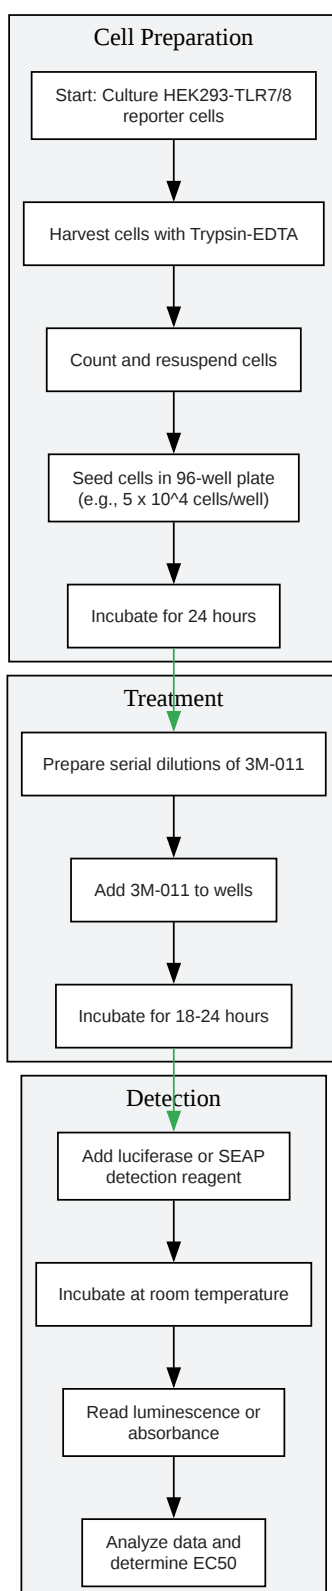 Cell Preparation
Start: Culture HEK293-TLR7/8
reporter cells
Harvest cells with Trypsin-EDTA
Count and resuspend cells
Seed cells in 96-well plate
(e.g., 5 x 10^4 cells/well)
Incubate for 24 hours
Treatment
Prepare serial dilutions of 3M-011
Add 3M-011 to wells
Incubate for 18-24 hours
Detection
Add luciferase or SEAP
detection reagent
Incubate at room temperature
Read luminescence or
absorbance
Analyze data and
determine EC50